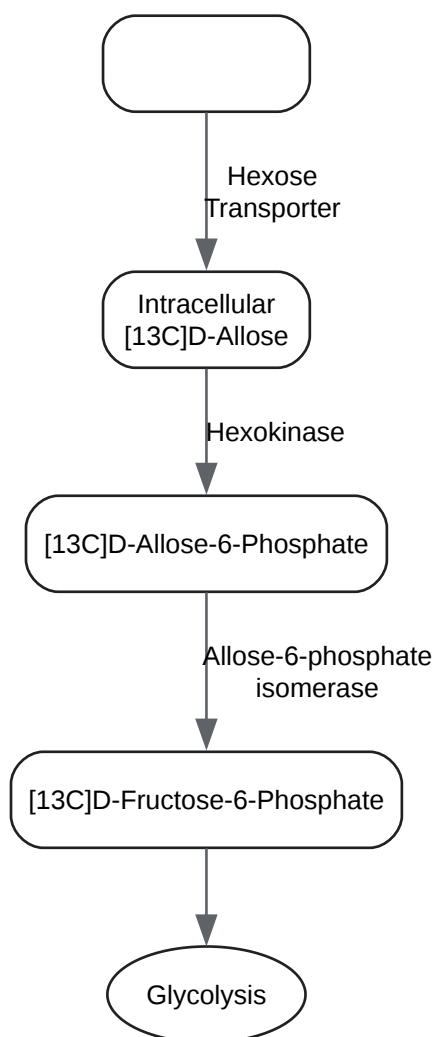 Hexose
Transporter
Intracellular
[13C]D-Allose
Hexokinase
[13C]D-Allose-6-Phosphate
Allose-6-phosphate
isomerase
[13C]D-Fructose-6-Phosphate
Glycolysis